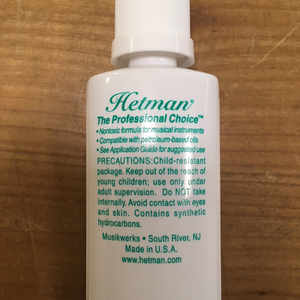 Hetman®
The Professional Choice™
• Nontoxic formula for musical instruments
• Compatible with petroleum-based oils
• See Application Guide for suggested use
PRECAUTIONS: Child-resistant
package. Keep out of the reach of
young children; use only under
adult supervision. Do NOT take
internally. Avoid contact with eyes
and skin. Contains synthetic
hydrocarbons.
Musikwerks • South River, NJ
Made in U.S.A.
www.hetman.com